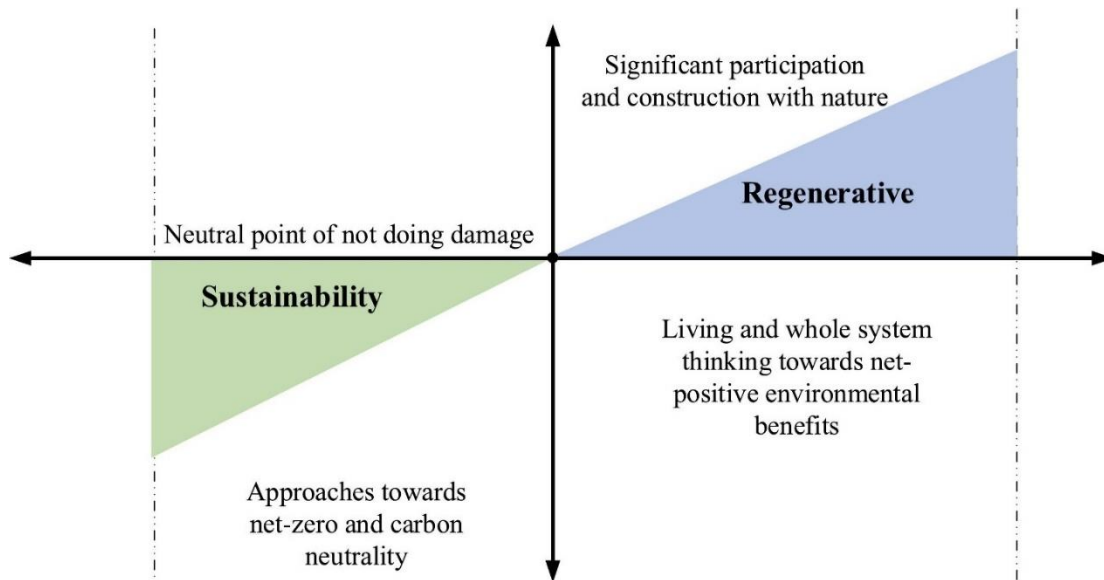 Significant participation
and construction with nature
Regenerative
Neutral point of not doing damage
Sustainability
Living and whole system
thinking towards net-
positive environmental
benefits
Approaches towards
net-zero and carbon
neutrality